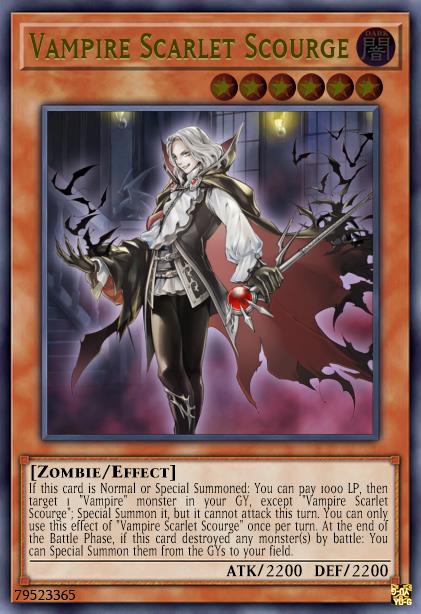 VAMPIRE SCARLET SCOURGE
DARK
闇
[ZOMBIE/EFFECT]
If this card is Normal or Special Summoned: You can pay 1000 LP, then
target 1 "Vampire" monster in your GY, except "Vampire Scarlet
Scourge"; Special Summon it, but it cannot attack this turn. You can only
use this effect of "Vampire Scarlet Scourge" once per turn. At the end of
the Battle Phase, if this card destroyed any monster(s) by battle: You
can Special Summon them from the GYs to your field.
ATK/2200 DEF/2200
79523365